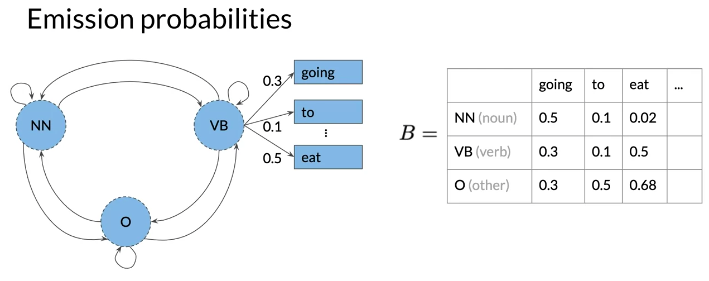 Emission probabilities
NN
VB
O
0.3 going
0.1 to
⋮
0.5 eat
B =
going to eat ...
NN (noun) 0.5 0.1 0.02
VB (verb) 0.3 0.1 0.5
O (other) 0.3 0.5 0.68